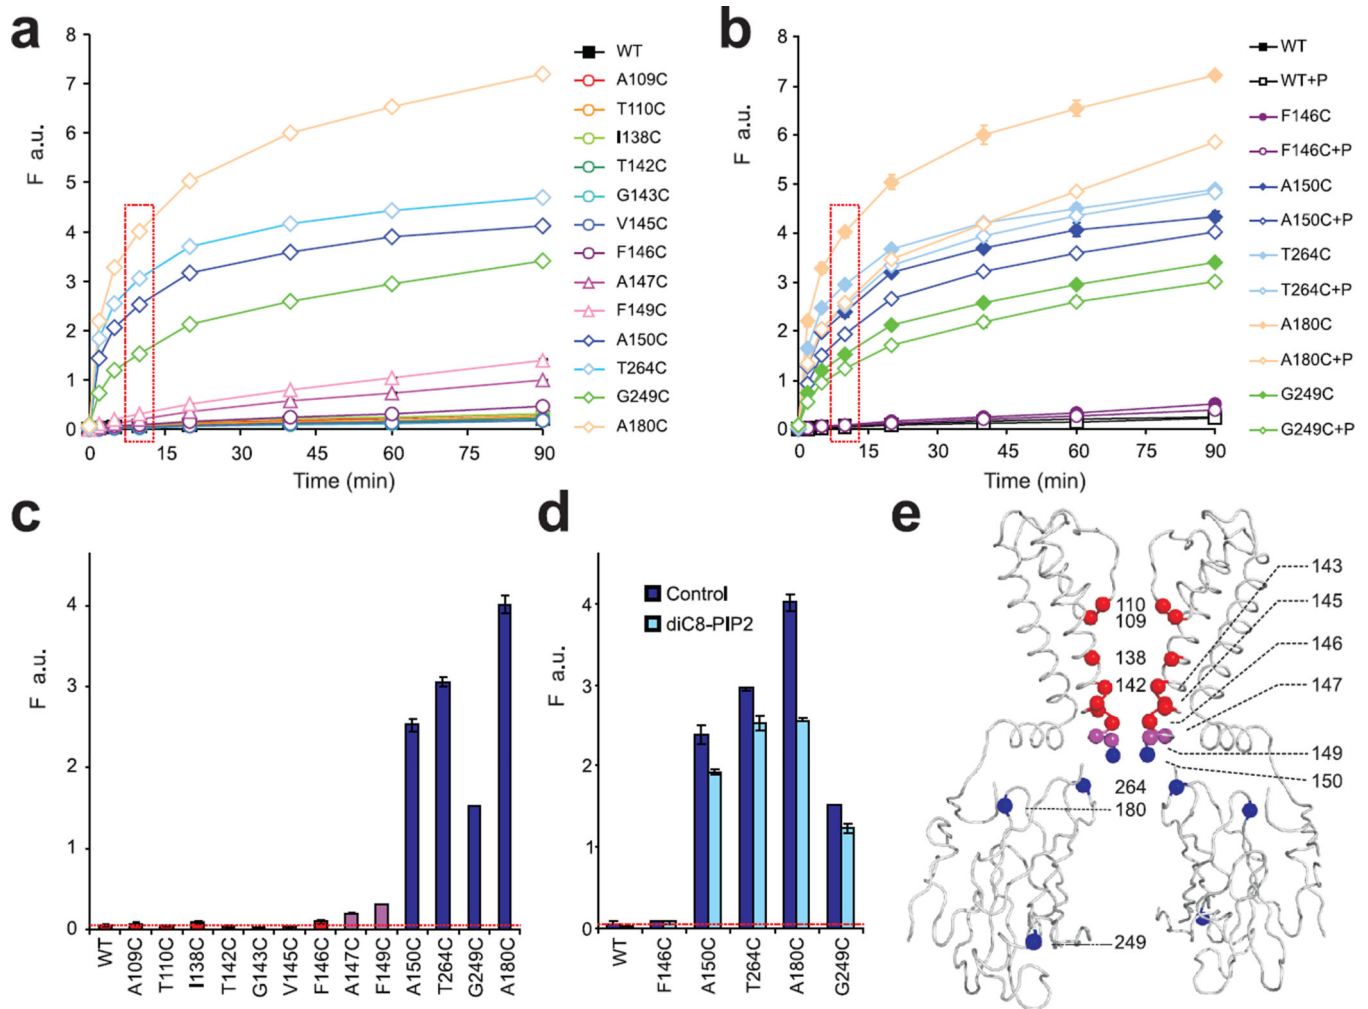 a
F a.u.
8
7
6
5
4
3
2
1
0
0 15 30 45 60 75 90
Time (min)
WT
A109C
T110C
I138C
T142C
G143C
V145C
F146C
A147C
F149C
A150C
T264C
G249C
A180C
b
F a.u.
8
7
6
5
4
3
2
1
0
0 15 30 45 60 75 90
Time (min)
WT
WT+P
F146C
F146C+P
A150C
A150C+P
T264C
T264C+P
A180C
A180C+P
G249C
G249C+P
c
F a.u.
4
3
2
1
0
WT A109C T110C I138C T142C G143C V145C F146C A147C F149C A150C T264C G249C A180C
d
F a.u.
4
3
2
1
0
Control
diC8-PIP2
WT F146C A150C T264C A180C G249C
e
110
109
138
142
143
145
146
147
149
150
264
180
249